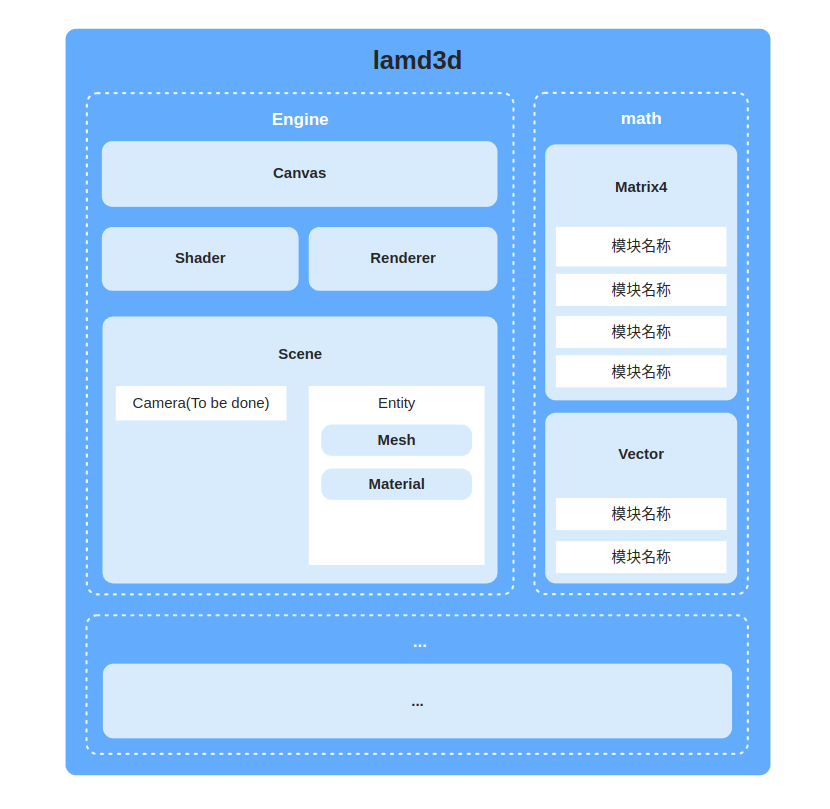 lamd3d
Engine
Canvas
Shader
Renderer
Scene
Camera(To be done)
Entity
Mesh
Material
math
Matrix4
模块名称
模块名称
模块名称
模块名称
Vector
模块名称
模块名称
...
...